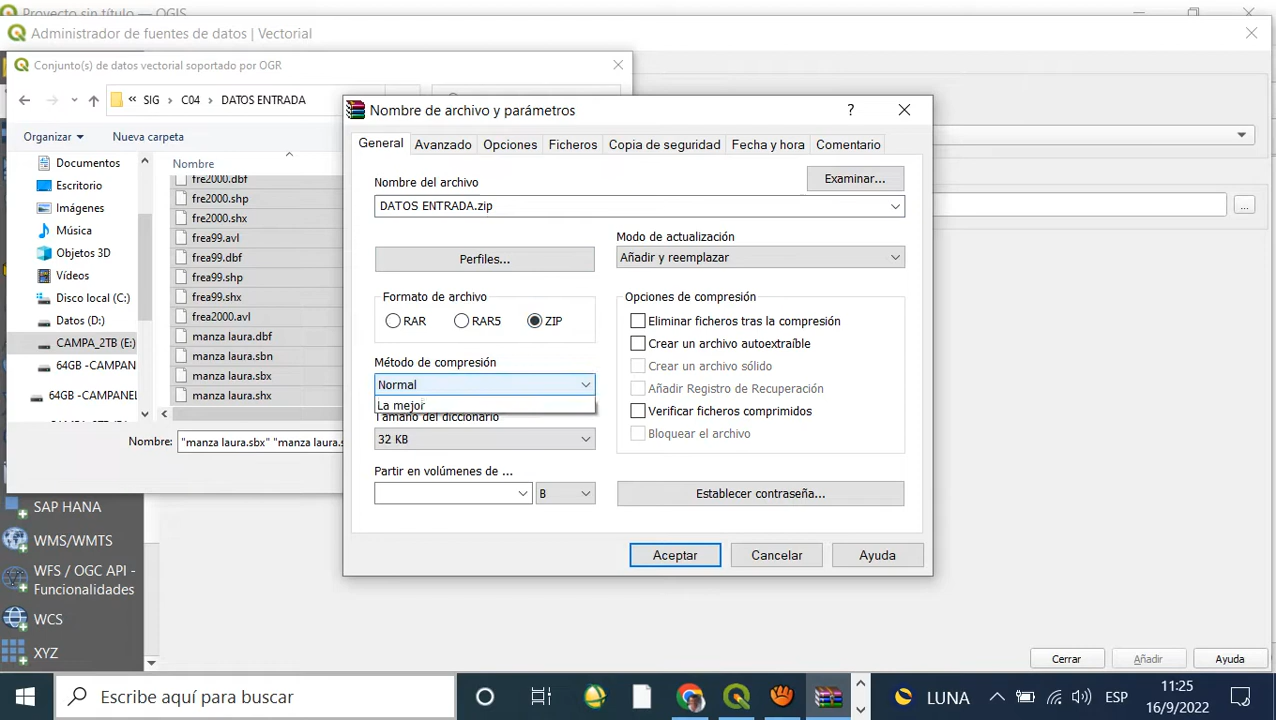 Proyecto sin título — QGIS
Administrador de fuentes de datos | Vectorial
Conjunto(s) de datos vectorial soportado por OGR
« SIG > C04 > DATOS ENTRADA
Organizar
Nueva carpeta
Documentos
Escritorio
Imágenes
Música
Objetos 3D
Vídeos
Disco local (C:)
Datos (D:)
CAMPA_2TB (E:)
64GB -CAMPAN
64GB -CAMPANEL
Nombre
fre2000.dbf
fre2000.shp
fre2000.shx
frea99.avl
frea99.dbf
frea99.shp
frea99.shx
frea2000.avl
manza laura.dbf
manza laura.sbn
manza laura.sbx
manza laura.shx
Nombre:
"manza laura.sbx" "manza laura.s
Nombre de archivo y parámetros
?
General
Avanzado
Opciones
Ficheros
Copia de seguridad
Fecha y hora
Comentario
Nombre del archivo
Examinar...
DATOS ENTRADA.zip
Perfiles...
Modo de actualización
Añadir y reemplazar
Formato de archivo
RAR
RAR5
ZIP
Método de compresión
Normal
La mejor
Tamaño del diccionario
32 KB
Partir en volúmenes de ...
B
Opciones de compresión
Eliminar ficheros tras la compresión
Crear un archivo autoextraíble
Crear un archivo sólido
Añadir Registro de Recuperación
Verificar ficheros comprimidos
Bloquear el archivo
Establecer contraseña...
Aceptar
Cancelar
Ayuda
...
SAP HANA
WMS/WMTS
WFS / OGC API -
Funcionalidades
WCS
XYZ
Cerrar
Añadir
Ayuda
Escribe aquí para buscar
LUNA
ESP
11:25
16/9/2022